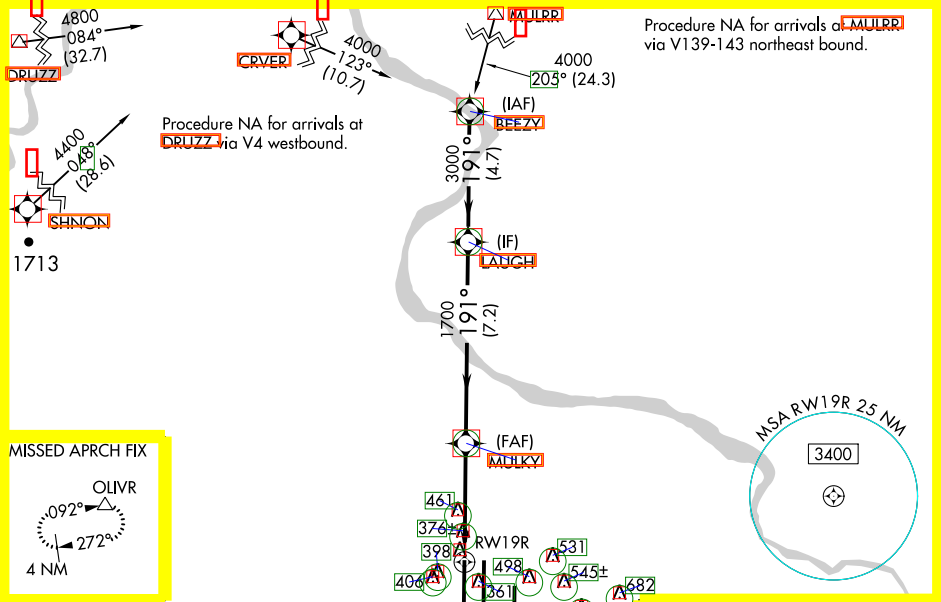 4800
084°
(32.7)
DRUZZ
CRVER
4000
123°
(10.7)
MULRR
4000
205° (24.3)
Procedure NA for arrivals at MULRR
via V139-143 northeast bound.
(IAF)
BEEZY
Procedure NA for arrivals at
DRUZZ via V4 westbound.
4400
048°
(28.6)
SHNON
1713
3000
191°
(4.7)
(IF)
LAUGH
1700
191°
(7.2)
(FAF)
MULKY
MSA RW19R 25 NM
3400
MISSED APRCH FIX
OLIVR
092°
272°
4 NM
461
376±
RW19R
398
406
361
498
531
545±
682